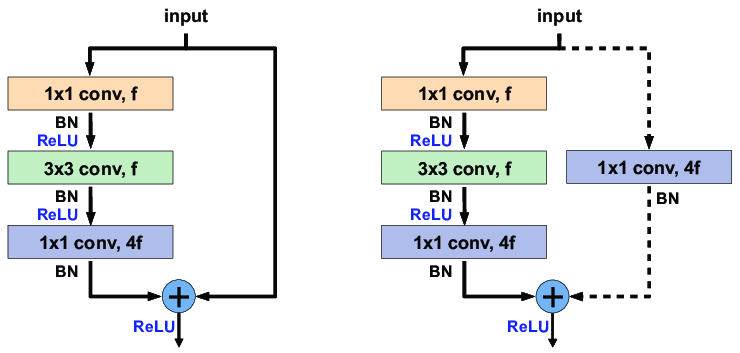 input
1x1 conv, f
BN
ReLU
3x3 conv, f
BN
ReLU
1x1 conv, 4f
BN
+
ReLU
input
1x1 conv, f
BN
ReLU
3x3 conv, f
1x1 conv, 4f
BN
BN
ReLU
1x1 conv, 4f
BN
+
ReLU